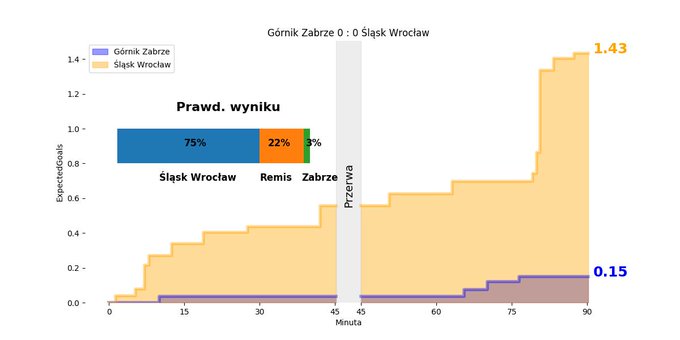 Górnik Zabrze 0 : 0 Śląsk Wrocław
Górnik Zabrze
Śląsk Wrocław
1.43
1.4
1.2
1.0
0.8
0.6
0.4
0.2
0.0
ExpectedGoals
Prawd. wyniku
75% 22% 3%
Śląsk Wrocław Remis Zabrze
Przerwa
0.15
0 15 30 45 45 60 75 90
Minuta